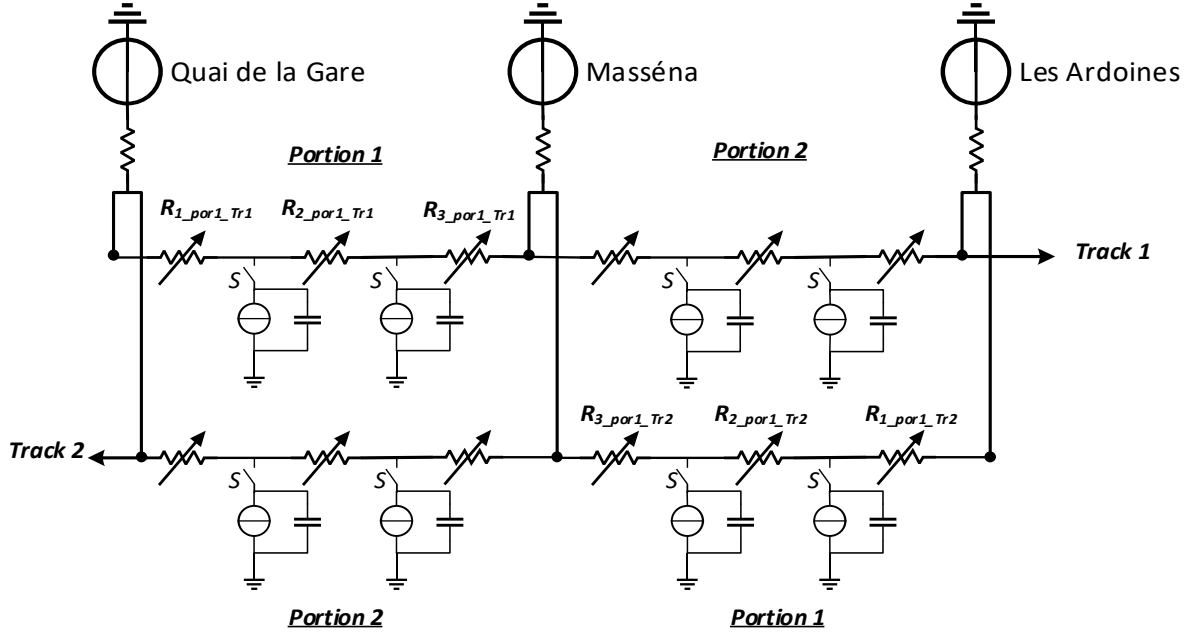 Quai de la Gare
Masséna
Les Ardoines
Portion 1
Portion 2
R1_por1_Tr1
R2_por1_Tr1
R3_por1_Tr1
Track 1
S
S
S
S
R3_por1_Tr2
R2_por1_Tr2
R1_por1_Tr2
Track 2
S
S
S
S
Portion 2
Portion 1